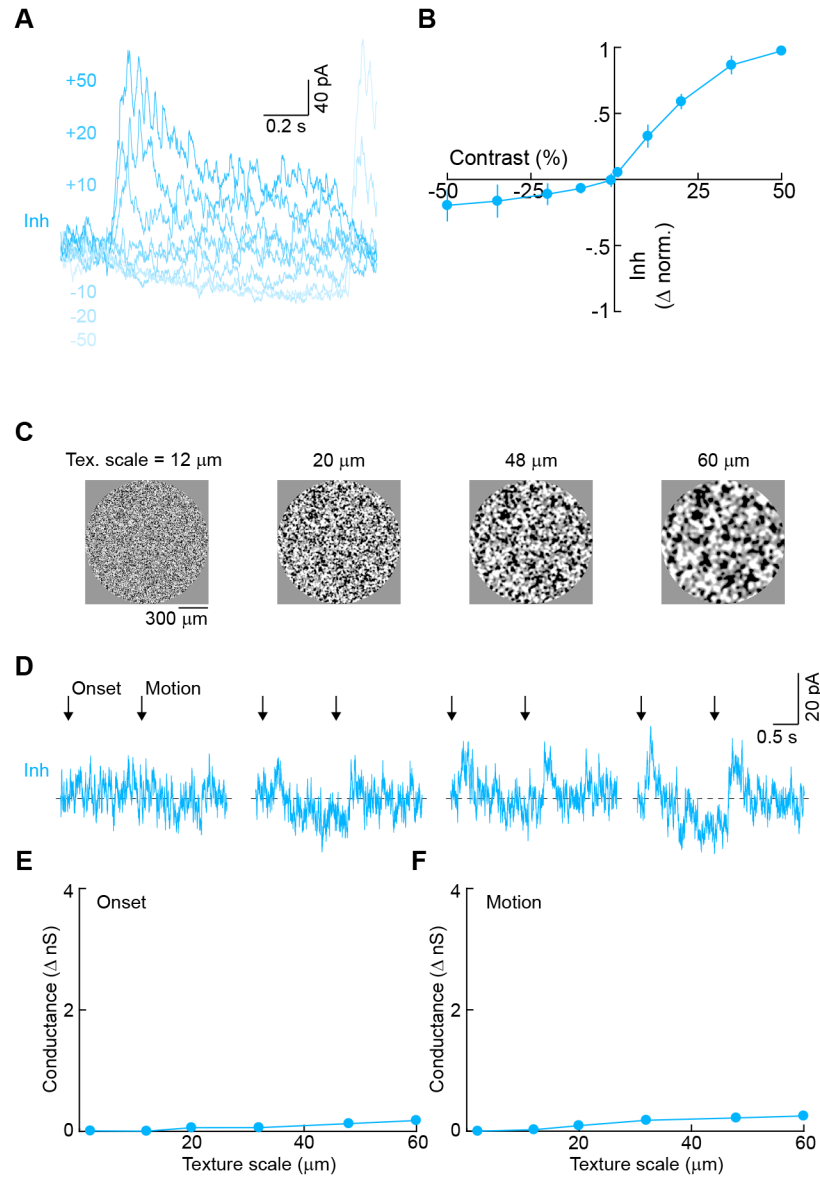 A
+50
+20
+10
Inh
-10
-20
-50
0.2 s
40 pA
B
1
.5
Contrast (%)
-50
-25
25
50
-.5
-1
Inh
(Δ norm.)
C
Tex. scale = 12 μm
20 μm
48 μm
60 μm
300 μm
D
Onset
Motion
20 pA
0.5 s
Inh
E
Onset
4
2
0
Conductance (Δ nS)
20
40
60
Texture scale (μm)
F
Motion
4
2
0
Conductance (Δ nS)
20
40
60
Texture scale (μm)